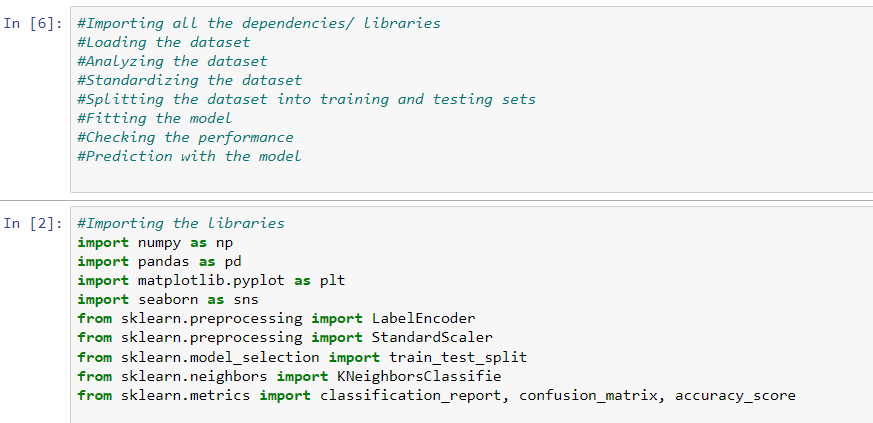 In [6]: #Importing all the dependencies/ libraries
#Loading the dataset
#Analyzing the dataset
#Standardizing the dataset
#Splitting the dataset into training and testing sets
#Fitting the model
#Checking the performance
#Prediction with the model
In [2]: #Importing the libraries
import numpy as np
import pandas as pd
import matplotlib.pyplot as plt
import seaborn as sns
from sklearn.preprocessing import LabelEncoder
from sklearn.preprocessing import StandardScaler
from sklearn.model_selection import train_test_split
from sklearn.neighbors import KNeighborsClassifie
from sklearn.metrics import classification_report, confusion_matrix, accuracy_score